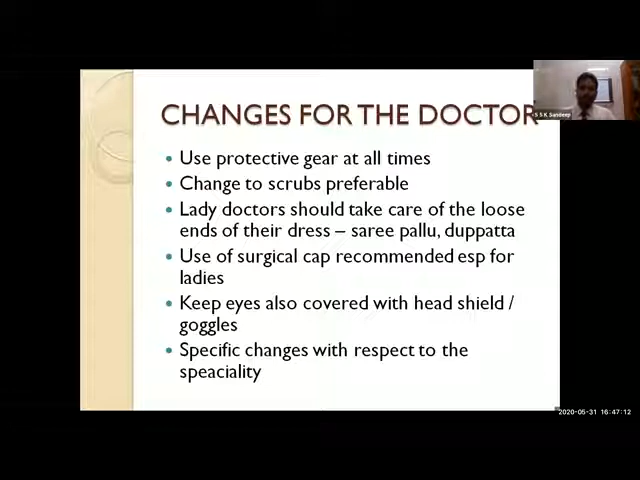 CHANGES FOR THE DOCTOR
S S.K Sandeep
• Use protective gear at all times
• Change to scrubs preferable
• Lady doctors should take care of the loose
ends of their dress – saree pallu, duppatta
• Use of surgical cap recommended esp for
ladies
• Keep eyes also covered with head shield /
goggles
• Specific changes with respect to the
speaciality
2020-05-31 16:47:12